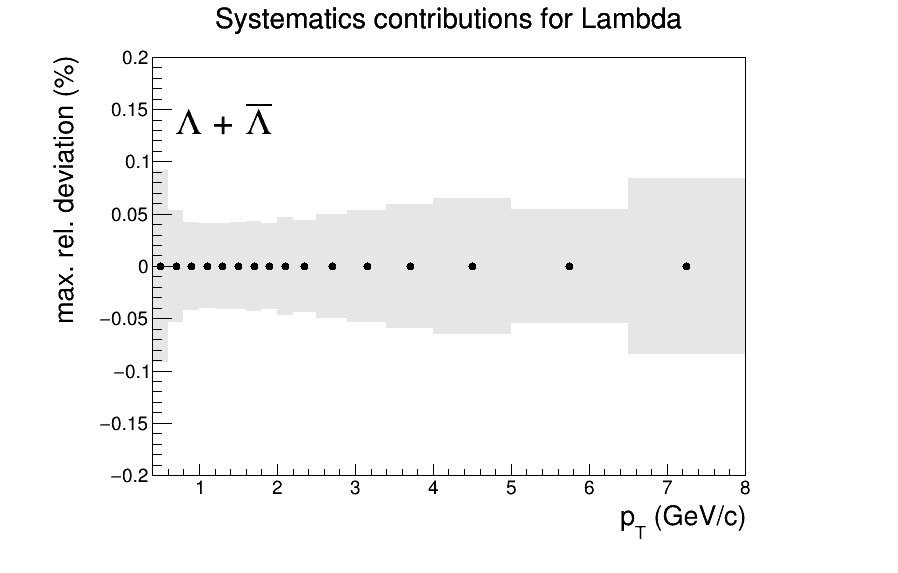 Systematics contributions for Lambda
max. rel. deviation (%)
0.2
0.15
0.1
0.05
0
−0.05
−0.1
−0.15
−0.2
Λ + Λ̅
1 2 3 4 5 6 7 8
p_T (GeV/c)